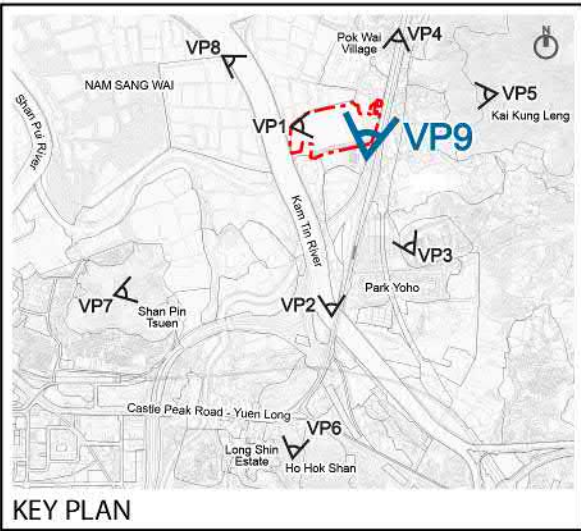 VP8
Pok Wai
Village
VP4
N
NAM SANG WAI
VP5
Kai Kung Leng
Shan Pui River
VP1
VP9
Kam Tin River
VP3
VP7
Shan Pin
Tsuen
VP2
Park Yoho
Castle Peak Road - Yuen Long
VP6
Long Shin
Estate
Ho Hok Shan
KEY PLAN